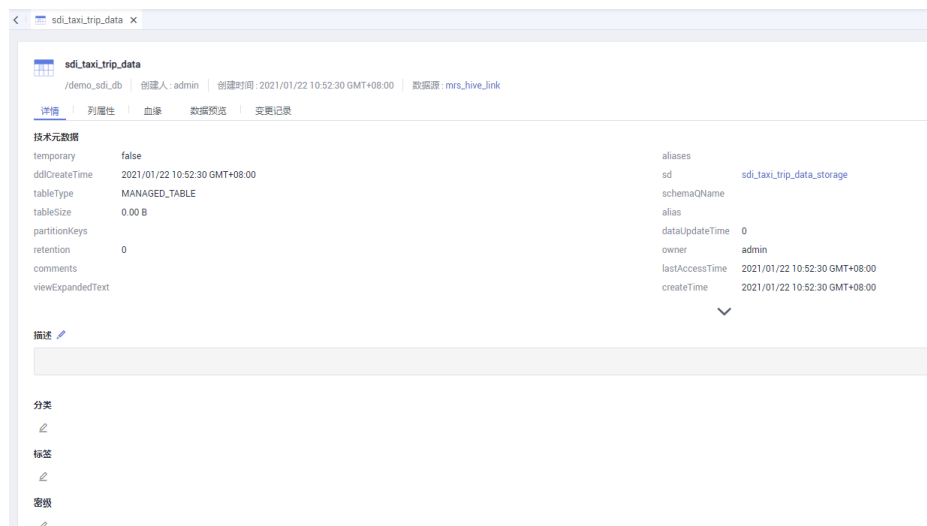 sdi_taxi_trip_data
sdi_taxi_trip_data
/demo_sdi_db 创建人 : admin 创建时间 : 2021/01/22 10:52:30 GMT+08:00 数据源 : mrs_hive_link
详情 列属性 血缘 数据预览 变更记录
技术元数据
temporary false aliases
ddlCreateTime 2021/01/22 10:52:30 GMT+08:00 sd sdi_taxi_trip_data_storage
tableType MANAGED_TABLE schemaQName
tableSize 0.00 B alias
partitionKeys dataUpdateTime 0
retention 0 owner admin
comments lastAccessTime 2021/01/22 10:52:30 GMT+08:00
viewExpandedText createTime 2021/01/22 10:52:30 GMT+08:00
描述
分类
标签
密级